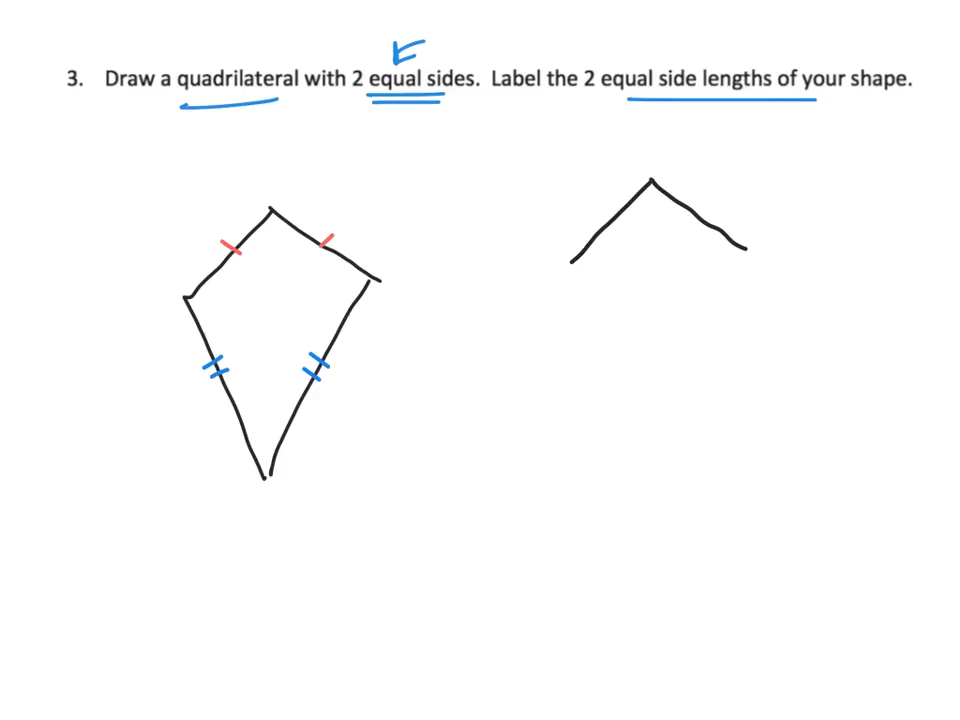 3. Draw a quadrilateral with 2 equal sides. Label the 2 equal side lengths of your shape.